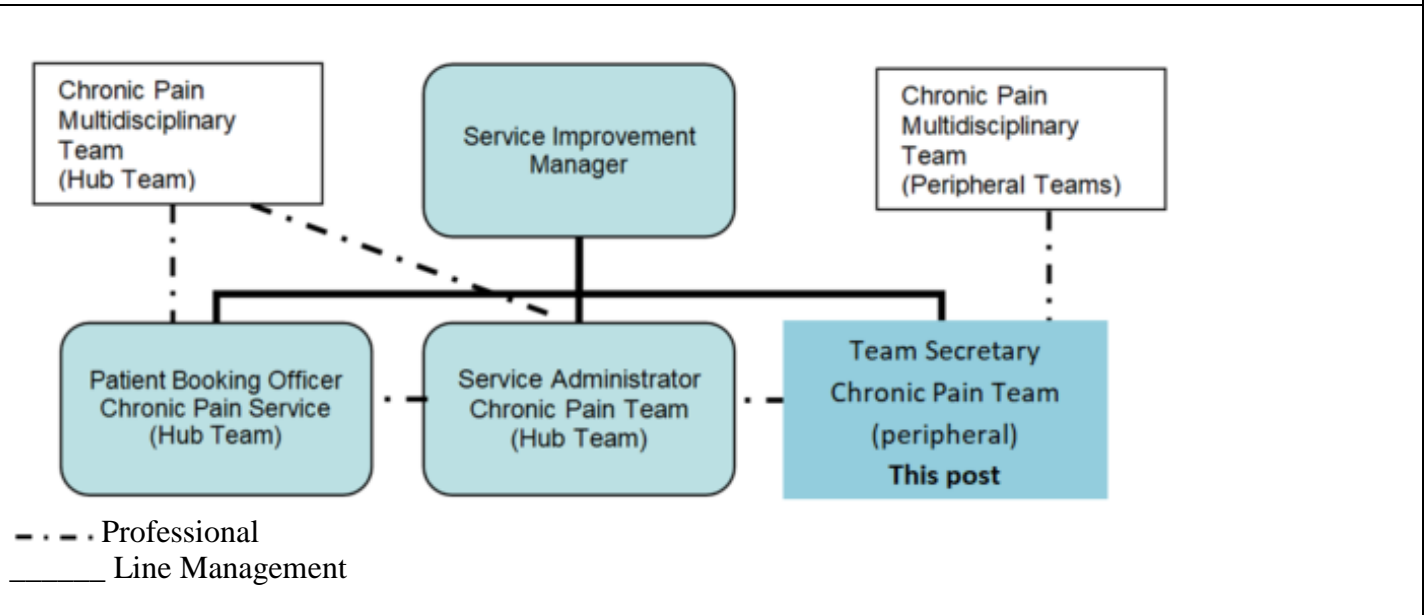 Chronic Pain
Multidisciplinary
Team
(Hub Team)
Service Improvement
Manager
Chronic Pain
Multidisciplinary
Team
(Peripheral Teams)
Patient Booking Officer
Chronic Pain Service
(Hub Team)
Service Administrator
Chronic Pain Team
(Hub Team)
Team Secretary
Chronic Pain Team
(peripheral)
This post
Professional
______ Line Management